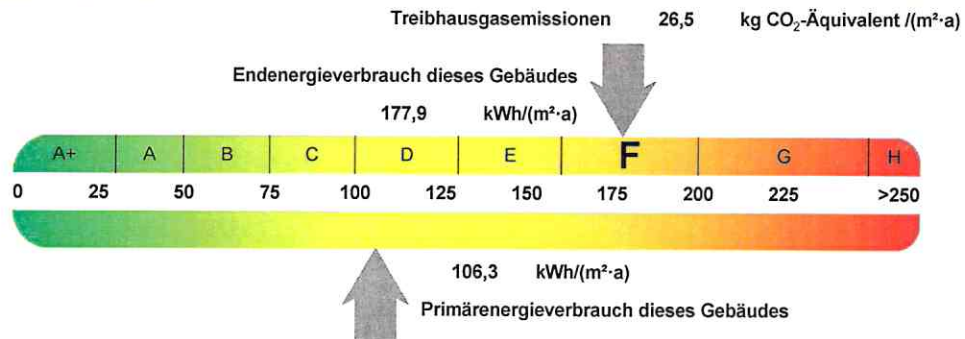 Treibhausgasemissionen 26,5 kg CO₂-Äquivalent /(m²·a)
Endenergieverbrauch dieses Gebäudes
177,9 kWh/(m²·a)
A+ A B C D E F G H
0 25 50 75 100 125 150 175 200 225 >250
106,3 kWh/(m²·a)
Primärenergieverbrauch dieses Gebäudes